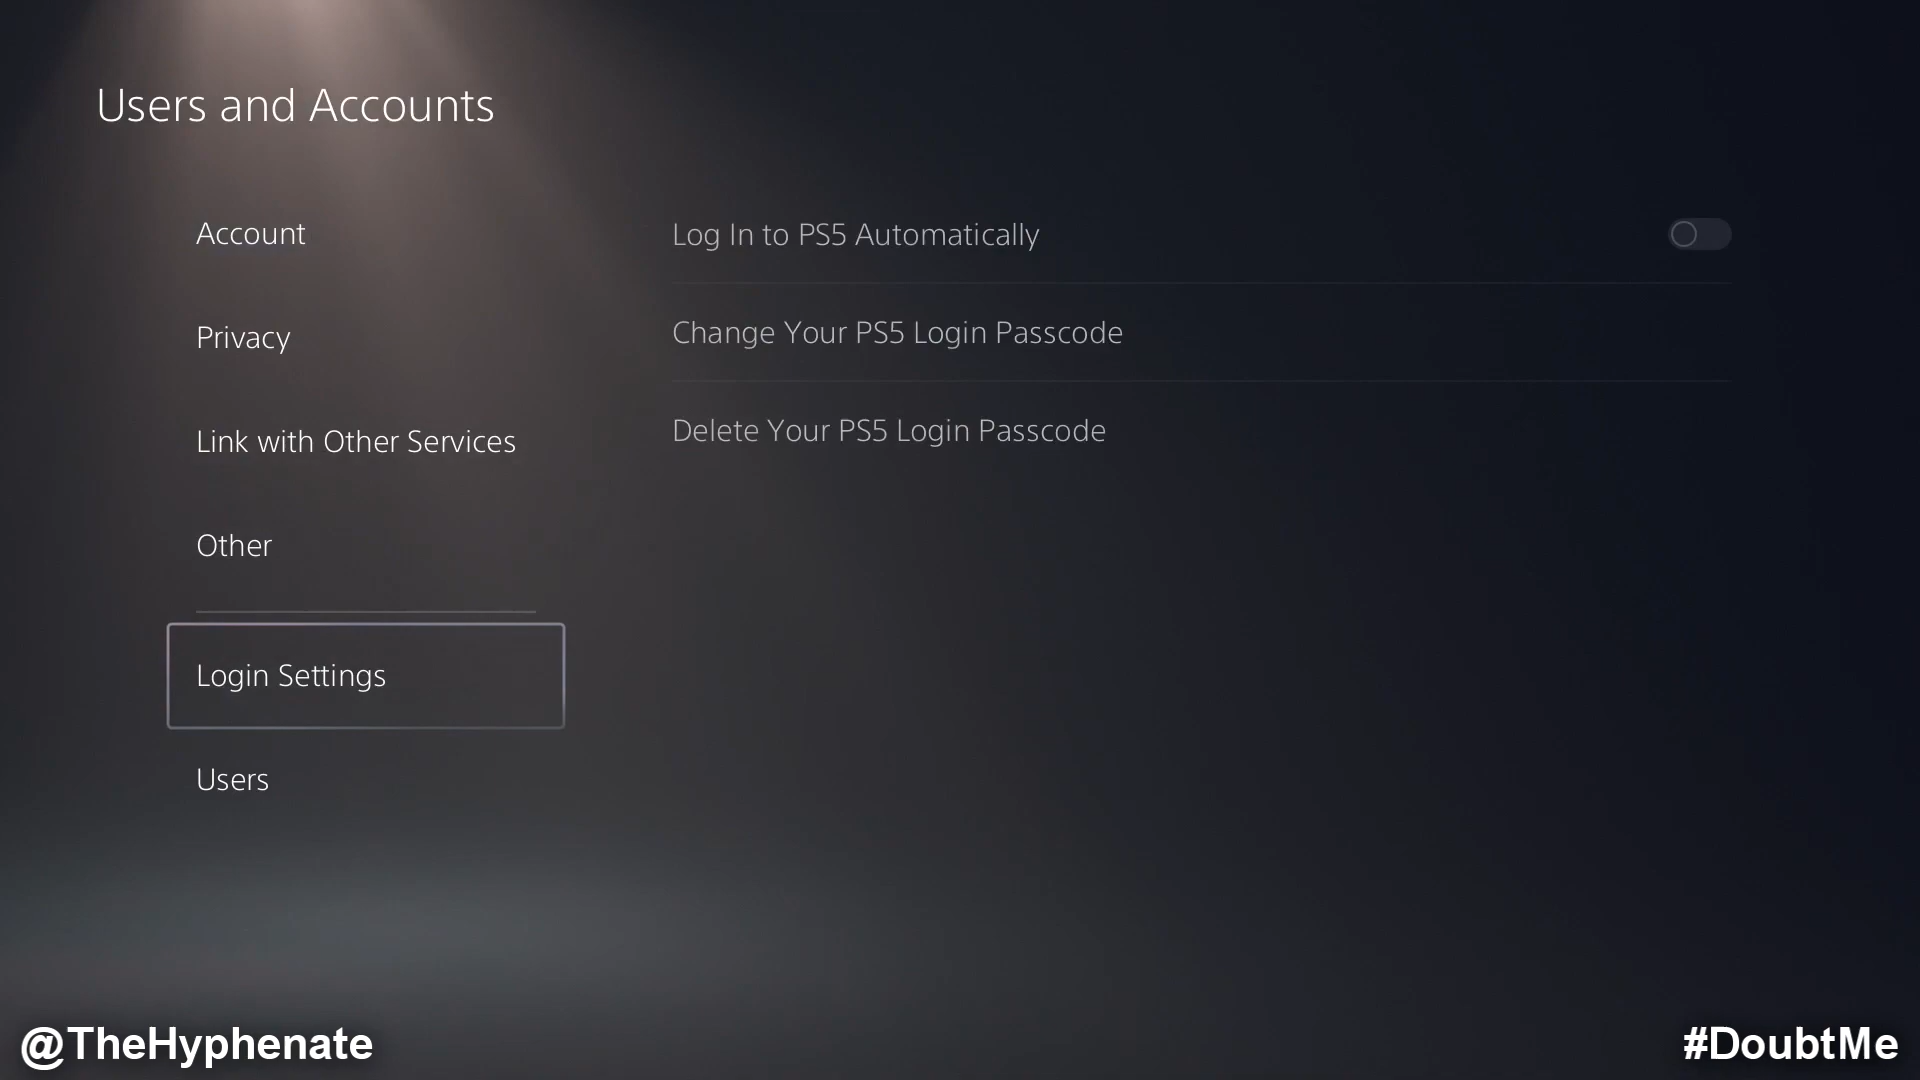 Users and Accounts
Account
Privacy
Link with Other Services
Other
Login Settings
Users
Log In to PS5 Automatically
Change Your PS5 Login Passcode
Delete Your PS5 Login Passcode
@TheHyphenate
#DoubtMe